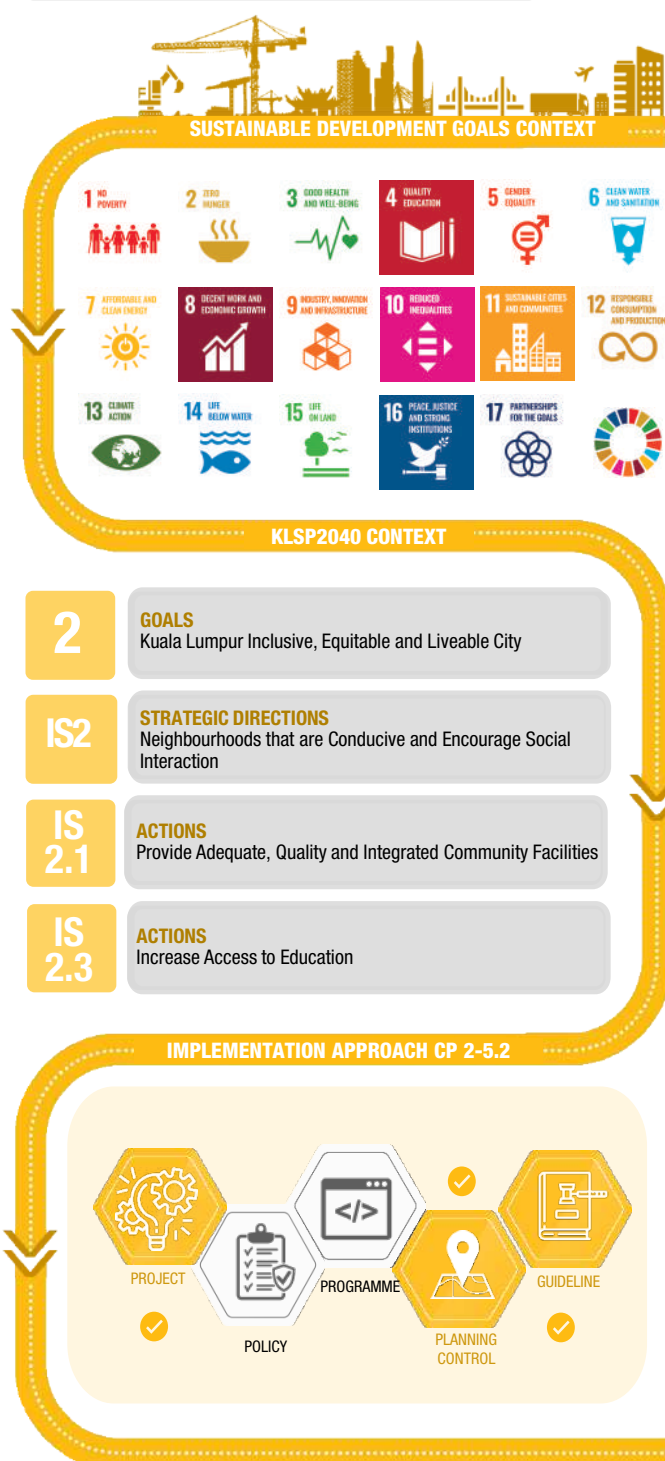 SUSTAINABLE DEVELOPMENT GOALS CONTEXT
1 NO
POVERTY
2 ZERO
HUNGER
3 GOOD HEALTH
AND WELL-BEING
4 QUALITY
EDUCATION
5 GENDER
EQUALITY
6 CLEAN WATER
AND SANITATION
7 AFFORDABLE AND
CLEAN ENERGY
8 DECENT WORK AND
ECONOMIC GROWTH
9 INDUSTRY, INNOVATION
AND INFRASTRUCTURE
10 REDUCED
INEQUALITIES
11 SUSTAINABLE CITIES
AND COMMUNITIES
12 RESPONSIBLE
CONSUMPTION
AND PRODUCTION
13 CLIMATE
ACTION
14 LIFE
BELOW WATER
15 LIFE
ON LAND
16 PEACE, JUSTICE
AND STRONG
INSTITUTIONS
17 PARTNERSHIPS
FOR THE GOALS
KLSP2040 CONTEXT
2
GOALS
Kuala Lumpur Inclusive, Equitable and Liveable City
IS2
STRATEGIC DIRECTIONS
Neighbourhoods that are Conducive and Encourage Social
Interaction
IS
2.1
ACTIONS
Provide Adequate, Quality and Integrated Community Facilities
IS
2.3
ACTIONS
Increase Access to Education
IMPLEMENTATION APPROACH CP 2-5.2
PROJECT
POLICY
</>
PROGRAMME
PLANNING
CONTROL
GUIDELINE